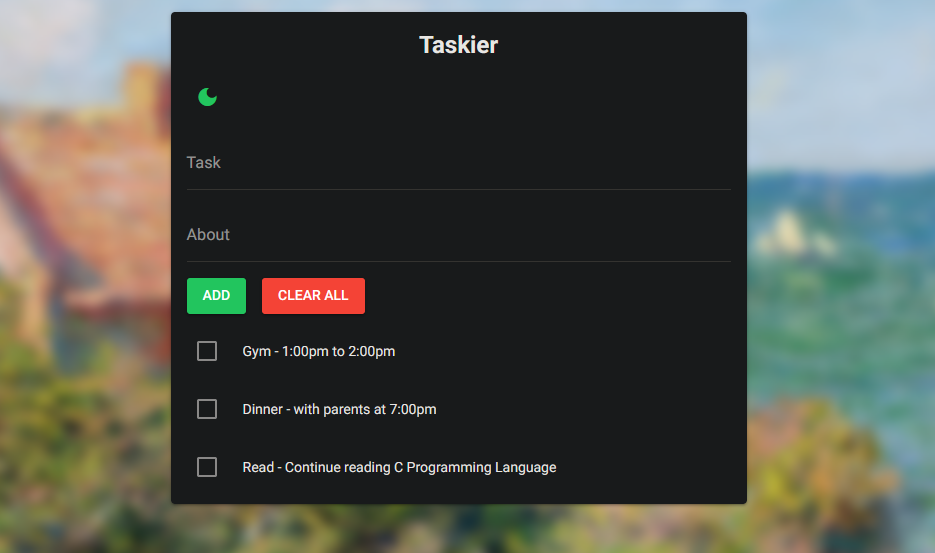 Taskier
Task
About
ADD
CLEAR ALL
Gym - 1:00pm to 2:00pm
Dinner - with parents at 7:00pm
Read - Continue reading C Programming Language